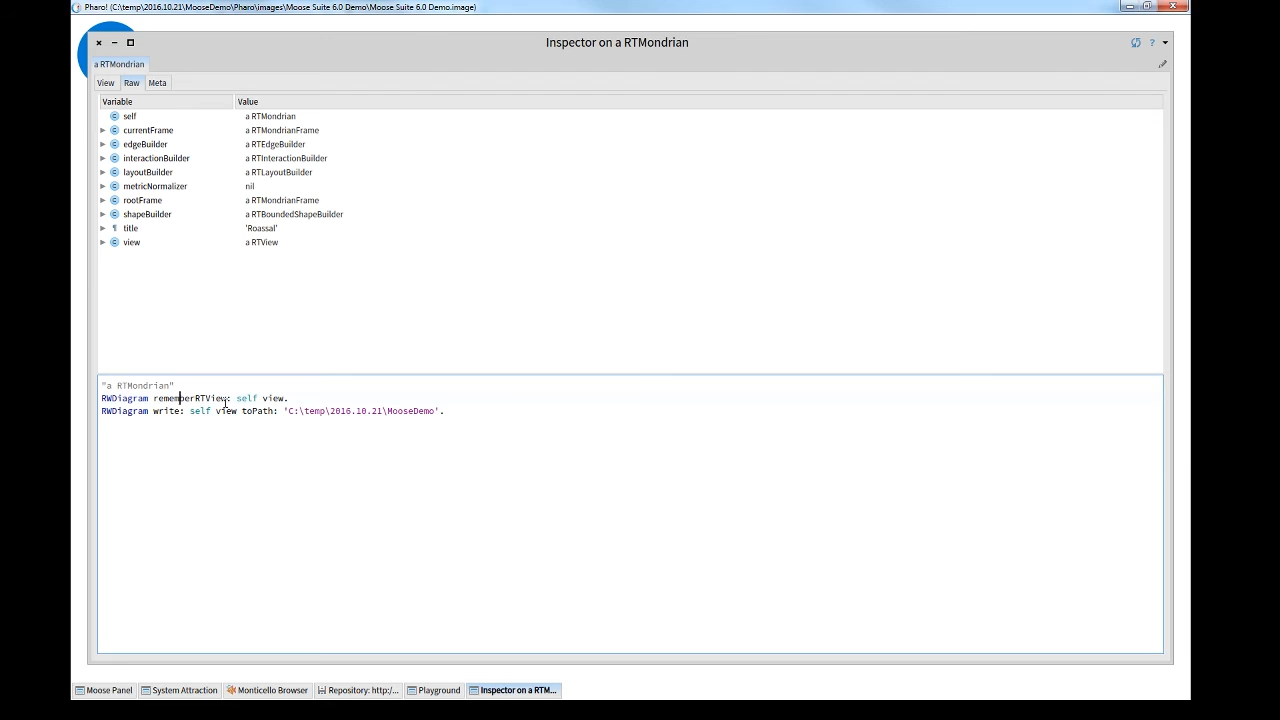 Pharo! (C:\temp\2016.10.21\MooseDemo\Pharo\images\Moose Suite 6.0 Demo\Moose Suite 6.0 Demo.image)
Inspector on a RTMondrian
?
a RTMondrian
View Raw Meta
Variable Value
self a RTMondrian
currentFrame a RTMondrianFrame
edgeBuilder a RTEdgeBuilder
interactionBuilder a RTInteractionBuilder
layoutBuilder a RTLayoutBuilder
metricNormalizer nil
rootFrame a RTMondrianFrame
shapeBuilder a RTBoundedShapeBuilder
title 'Roassal'
view a RTView
"a RTMondrian"
RWDiagram rememberRTView: self view.
RWDiagram write: self view toPath: 'C:\temp\2016.10.21\MooseDemo'.
Moose Panel System Attraction Monticello Browser Repository: http:/... Playground Inspector on a RTM...